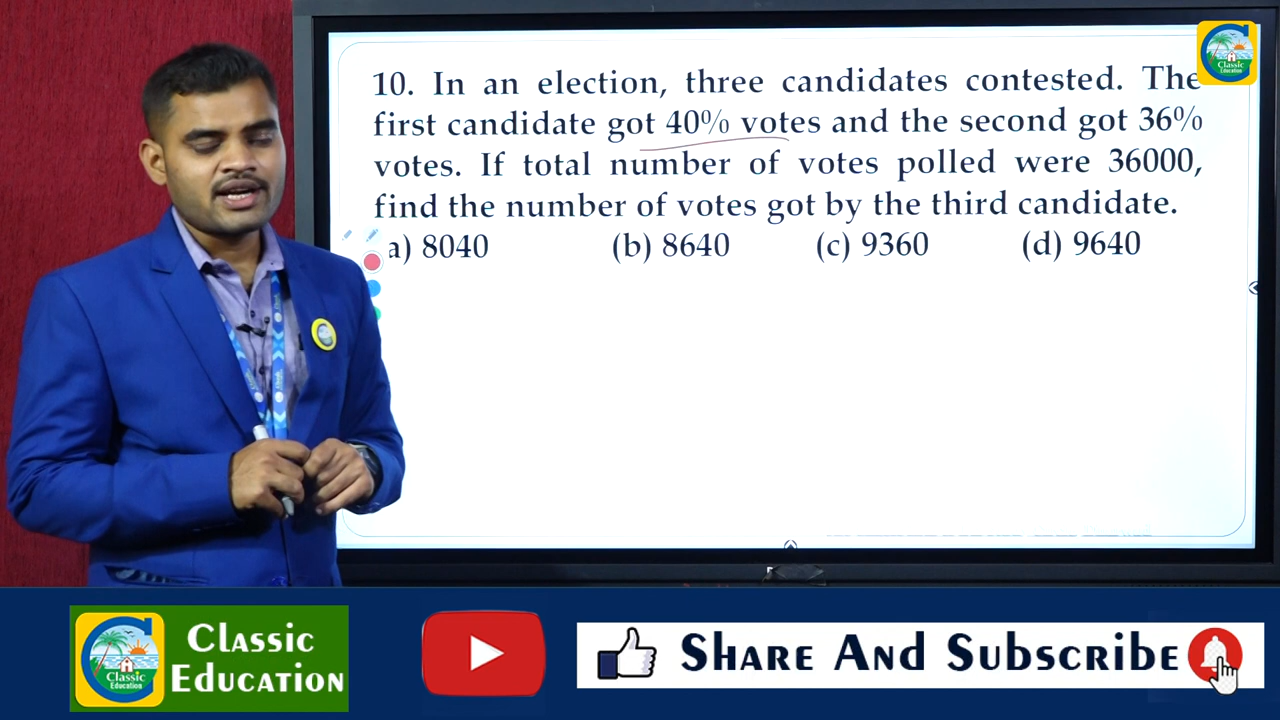 10. In an election, three candidates contested. The
first candidate got 40% votes and the second got 36%
votes. If total number of votes polled were 36000,
find the number of votes got by the third candidate.
a) 8040 (b) 8640 (c) 9360 (d) 9640
Classic
Education
Classic
Education
Classic
Education
Share And Subscribe